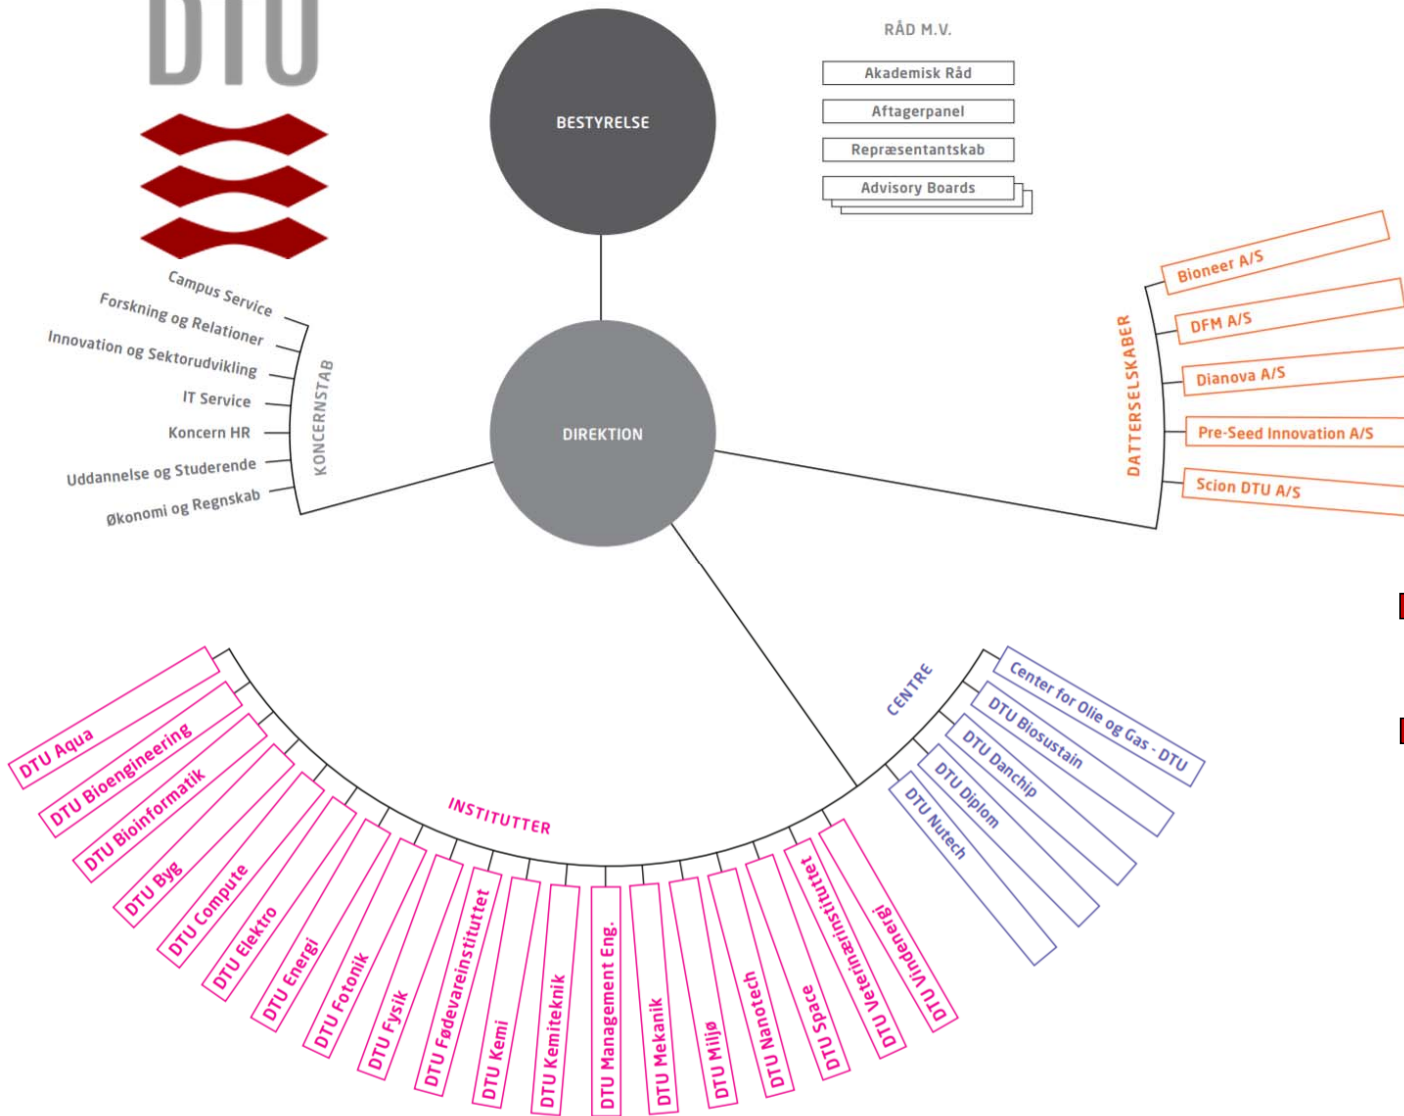 DTU
BESTYRELSE
RÅD M.V.
Akademisk Råd
Aftagerpanel
Repræsentantskab
Advisory Boards
DIREKTION
KONCERNSTAB
Campus Service
Forskning og Relationer
Innovation og Sektorudvikling
IT Service
Koncern HR
Uddannelse og Studerende
Økonomi og Regnskab
DATTERSELSKABER
Bioneer A/S
DFM A/S
Dianova A/S
Pre-Seed Innovation A/S
Scion DTU A/S
INSTITUTTER
DTU Aqua
DTU Bioengineering
DTU Bioinformatik
DTU Byg
DTU Compute
DTU Elektro
DTU Energi
DTU Fotonik
DTU Fysik
DTU Fødevareinstituttet
DTU Kemi
DTU Kemiteknik
DTU Management Eng.
DTU Mekanik
DTU Miljø
DTU Nanotech
DTU Space
DTU Veterinærinstituttet
DTU Vindenergi
CENTRE
Center for Olie og Gas - DTU
DTU Biosustain
DTU Danchip
DTU Diplom
DTU Nutech